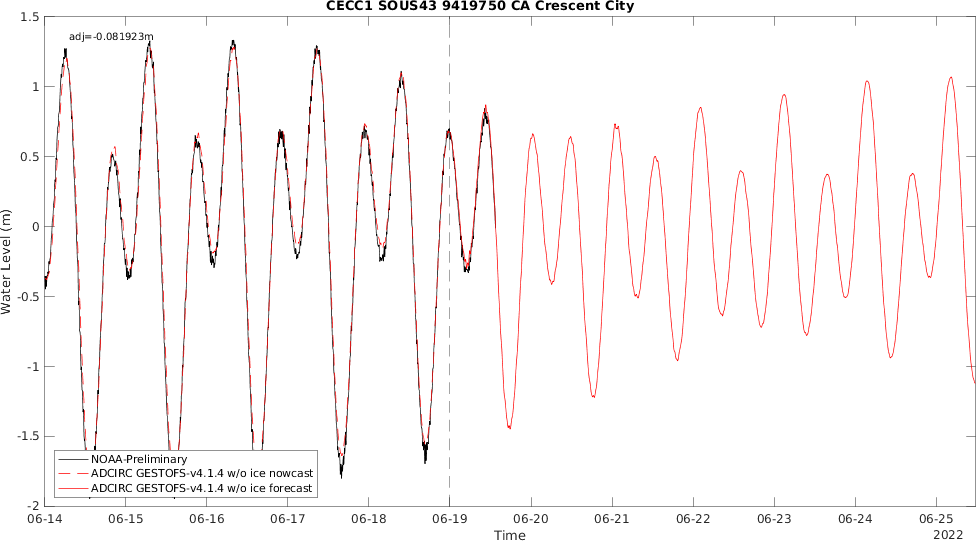 CECC1 SOUS43 9419750 CA Crescent City
adj=-0.081923m
Water Level (m)
1.5
1
0.5
0
-0.5
-1
-1.5
-2
NOAA-Preliminary
ADCIRC GESTOFS-v4.1.4 w/o ice nowcast
ADCIRC GESTOFS-v4.1.4 w/o ice forecast
06-14 06-15 06-16 06-17 06-18 06-19 06-20 06-21 06-22 06-23 06-24 06-25
Time
2022